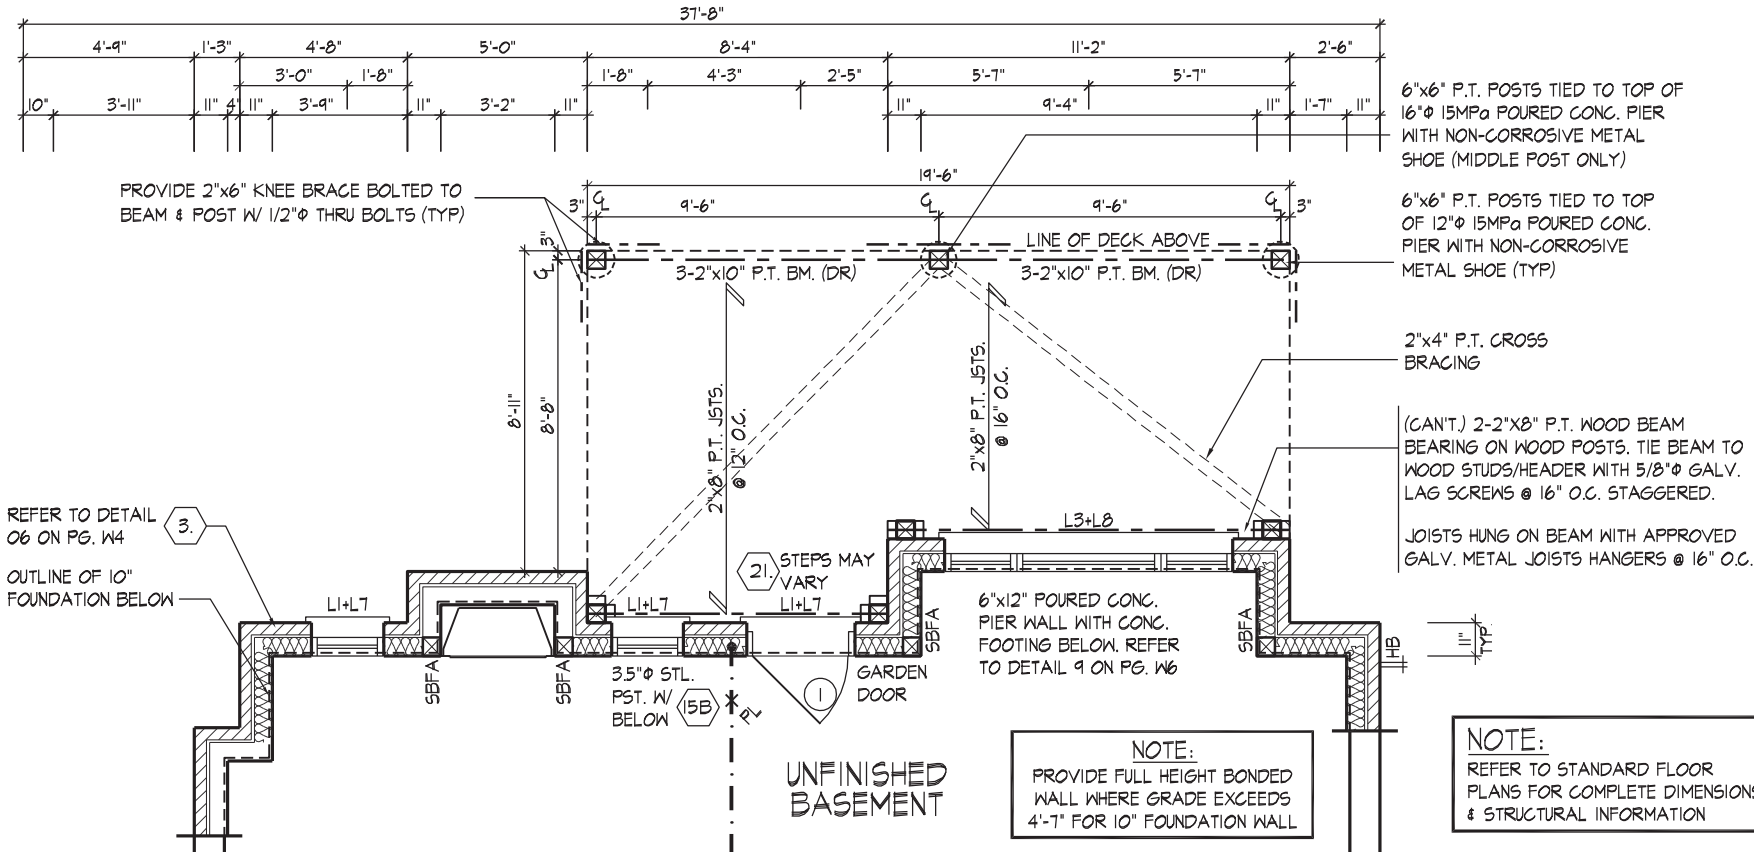 37'-8"
4'-9" 1'-3" 4'-8" 5'-0" 8'-4" 11'-2" 2'-6"
3'-0" 1'-8" 1'-8" 4'-3" 2'-5" 5'-7" 5'-7"
10" 3'-11" 11" 4" 11" 3'-9" 11" 3'-2" 11" 11" 9'-4" 11" 1'-7" 11"
6"x6" P.T. POSTS TIED TO TOP OF
16"Φ 15MPa POURED CONC. PIER
WITH NON-CORROSIVE METAL
SHOE (MIDDLE POST ONLY)
19'-6"
PROVIDE 2"x6" KNEE BRACE BOLTED TO
BEAM & POST W/ 1/2"Φ THRU BOLTS (TYP)
3" CL 9'-6" CL 9'-6" CL 3"
6"x6" P.T. POSTS TIED TO TOP
OF 12"Φ 15MPa POURED CONC.
PIER WITH NON-CORROSIVE
METAL SHOE (TYP)
3"
CL
LINE OF DECK ABOVE
3-2"x10" P.T. BM. (DR) 3-2"x10" P.T. BM. (DR)
2"x4" P.T. CROSS
BRACING
8'-11"
8'-8"
2"x8" P.T. JSTS.
@ 12" O.C.
2"x8" P.T. JSTS.
@ 16" O.C.
(CAN'T.) 2-2"X8" P.T. WOOD BEAM
BEARING ON WOOD POSTS. TIE BEAM TO
WOOD STUDS/HEADER WITH 5/8"Φ GALV.
LAG SCREWS @ 16" O.C. STAGGERED.
JOISTS HUNG ON BEAM WITH APPROVED
GALV. METAL JOISTS HANGERS @ 16" O.C.
REFER TO DETAIL
06 ON PG. W4
3.
OUTLINE OF 10"
FOUNDATION BELOW
L3+L8
21.
STEPS MAY
VARY
L1+L7 L1+L7 L1+L7
6"x12" POURED CONC.
PIER WALL WITH CONC.
FOOTING BELOW. REFER
TO DETAIL 9 ON PG. W6
SBFA
SBFA
SBFA
SBFA
HB
11"
TYP.
3.5"Φ STL.
PST. W/
BELOW
15B
PL
1
GARDEN
DOOR
UNFINISHED
BASEMENT
NOTE:
PROVIDE FULL HEIGHT BONDED
WALL WHERE GRADE EXCEEDS
4'-7" FOR 10" FOUNDATION WALL
NOTE:
REFER TO STANDARD FLOOR
PLANS FOR COMPLETE DIMENSIONS
& STRUCTURAL INFORMATION